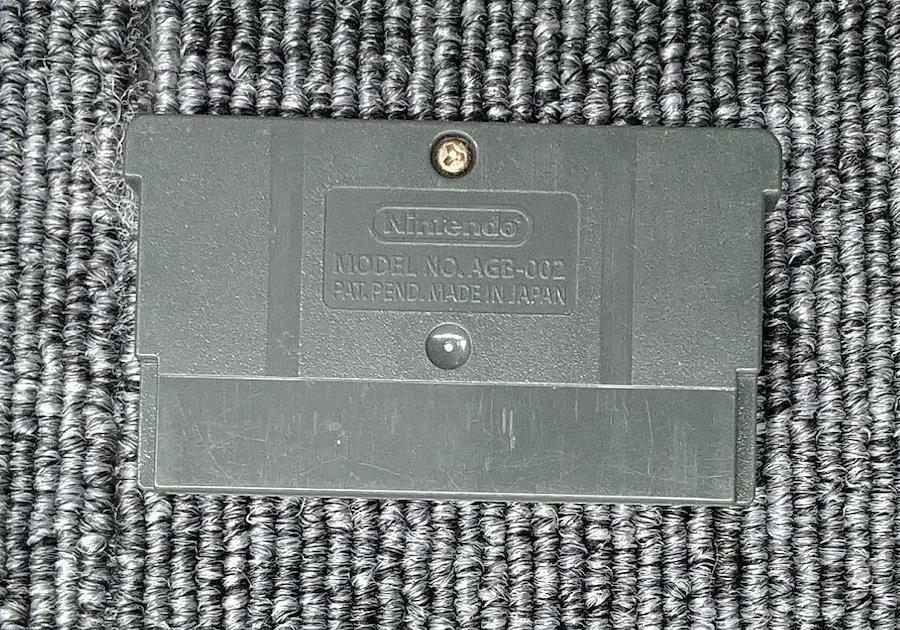 Nintendo
MODEL NO. AGB-002
PAT. PEND. MADE IN JAPAN